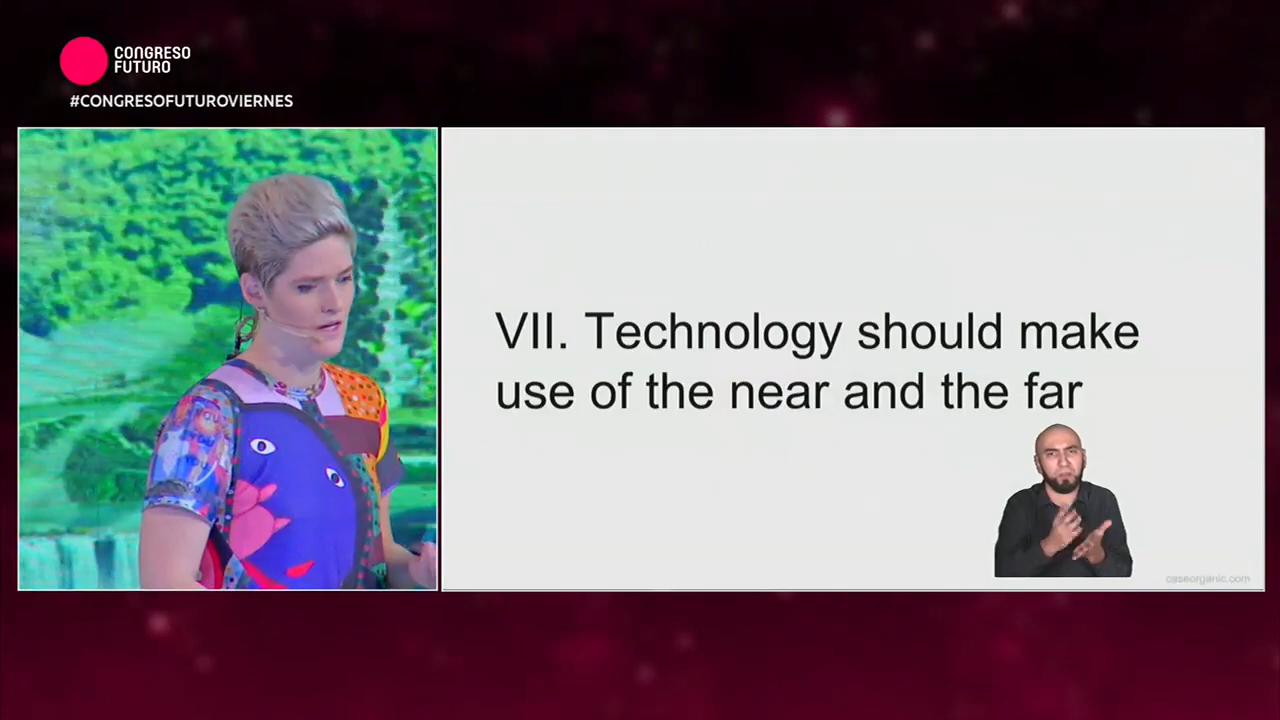 CONGRESO
FUTURO
#CONGRESOFUTUROVIERNES
VII. Technology should make
use of the near and the far
caseorganic.com